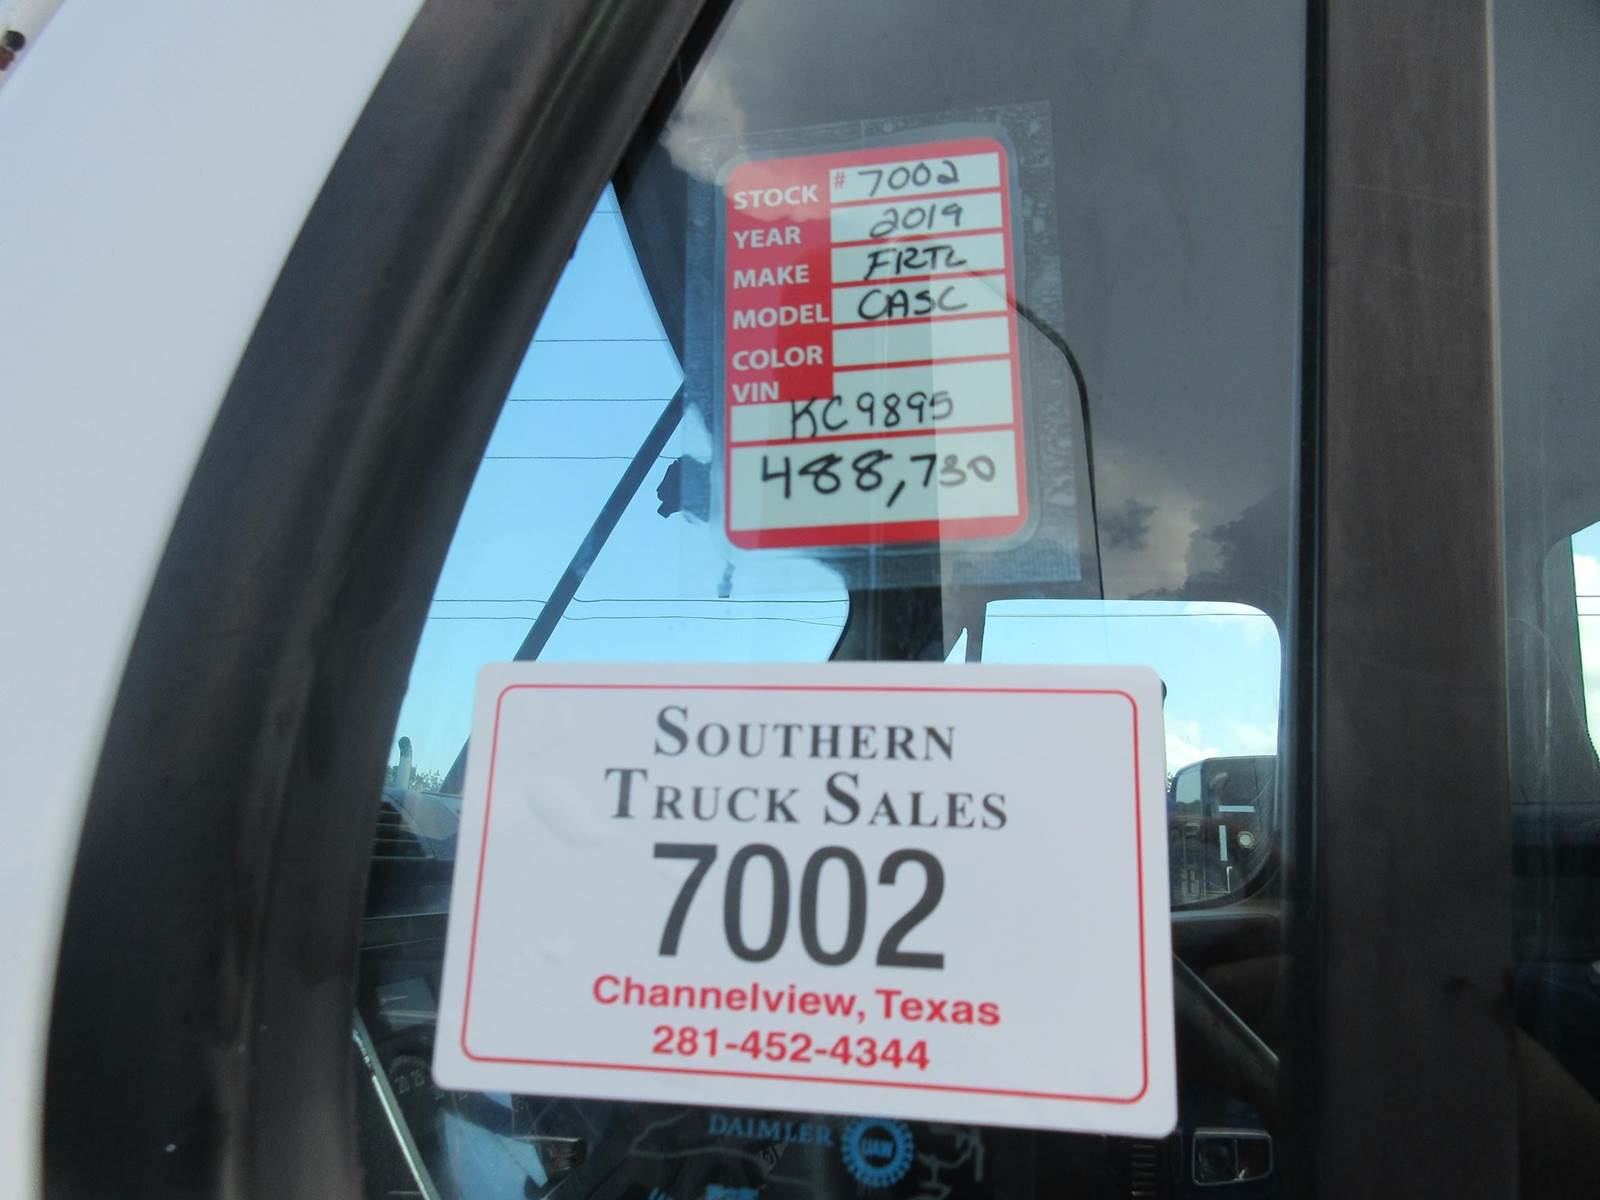 STOCK # 7002
YEAR 2019
MAKE FRTL
MODEL CASC
COLOR
VIN
KC9895
488,730
SOUTHERN
TRUCK SALES
7002
Channelview, Texas
281-452-4344
DAIMLER
UAW